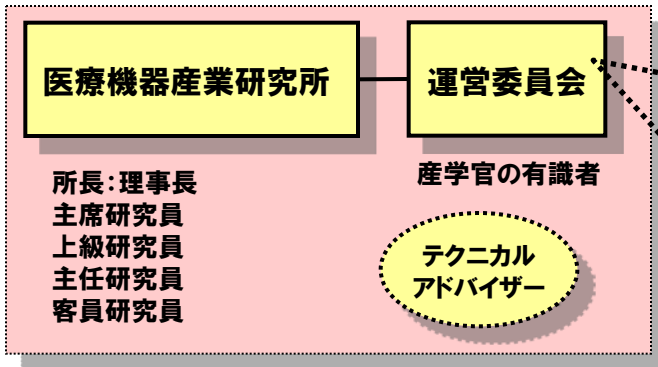 医療機器産業研究所
運営委員会
所長：理事長
主席研究員
上級研究員
主任研究員
客員研究員
産学官の有識者
テクニカル
アドバイザー